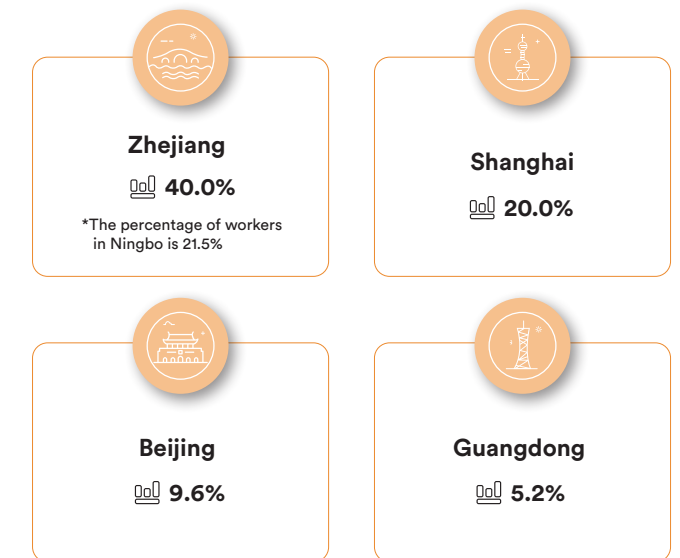 Zhejiang
40.0%
*The percentage of workers
in Ningbo is 21.5%
Shanghai
20.0%
Beijing
9.6%
Guangdong
5.2%